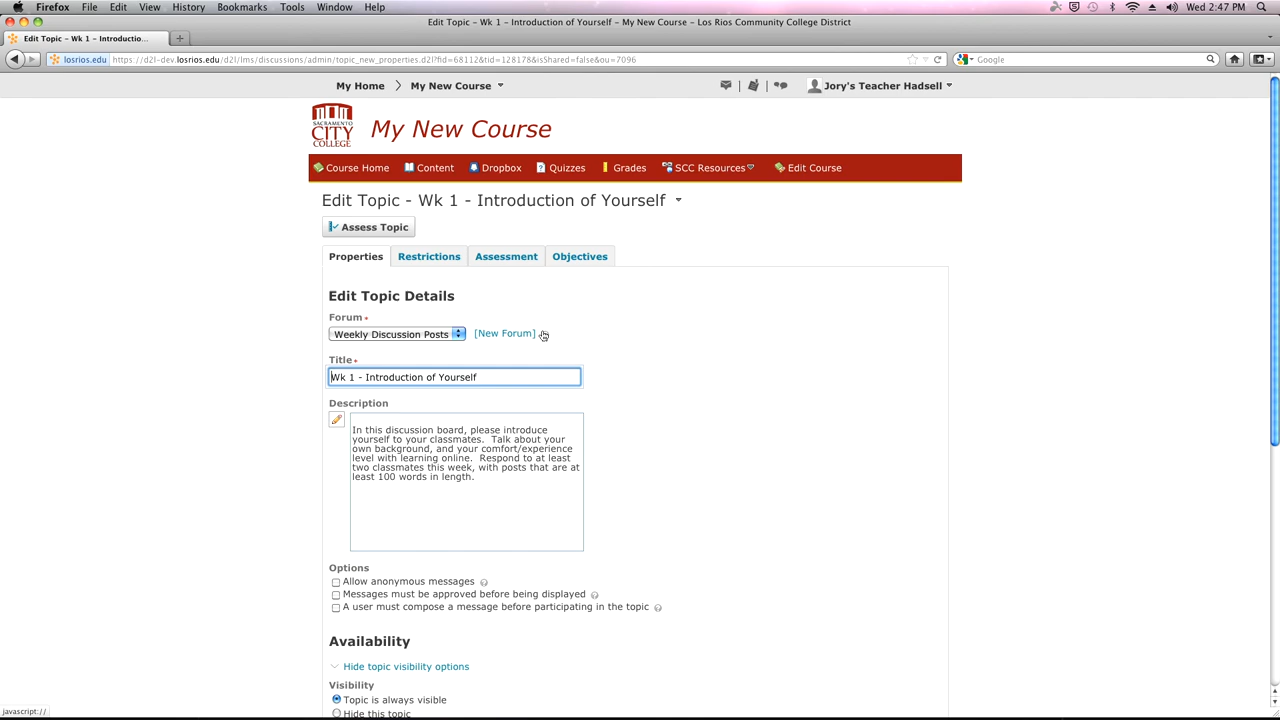 Firefox File Edit View History Bookmarks Tools Window Help Wed 2:47 PM
Edit Topic - Wk 1 - Introduction of Yourself - My New Course - Los Rios Community College District
Edit Topic - Wk 1 - Introductio...
losrios.edu https://d2l-dev.losrios.edu/d2l/lms/discussions/admin/topic_new_properties.d2l?fid=68112&tid=128178&isShared=false&ou=7096 Google
My Home My New Course Jory's Teacher Hadsell
SACRAMENTO
CITY
COLLEGE
My New Course
Course Home Content Dropbox Quizzes Grades SCC Resources Edit Course
Edit Topic - Wk 1 - Introduction of Yourself
Assess Topic
Properties Restrictions Assessment Objectives
Edit Topic Details
Forum *
Weekly Discussion Posts [New Forum]
Title *
Wk 1 - Introduction of Yourself
Description
In this discussion board, please introduce
yourself to your classmates. Talk about your
own background, and your comfort/experience
level with learning online. Respond to at least
two classmates this week, with posts that are at
least 100 words in length.
Options
Allow anonymous messages
Messages must be approved before being displayed
A user must compose a message before participating in the topic
Availability
Hide topic visibility options
Visibility
Topic is always visible
Hide this topic
javascript://